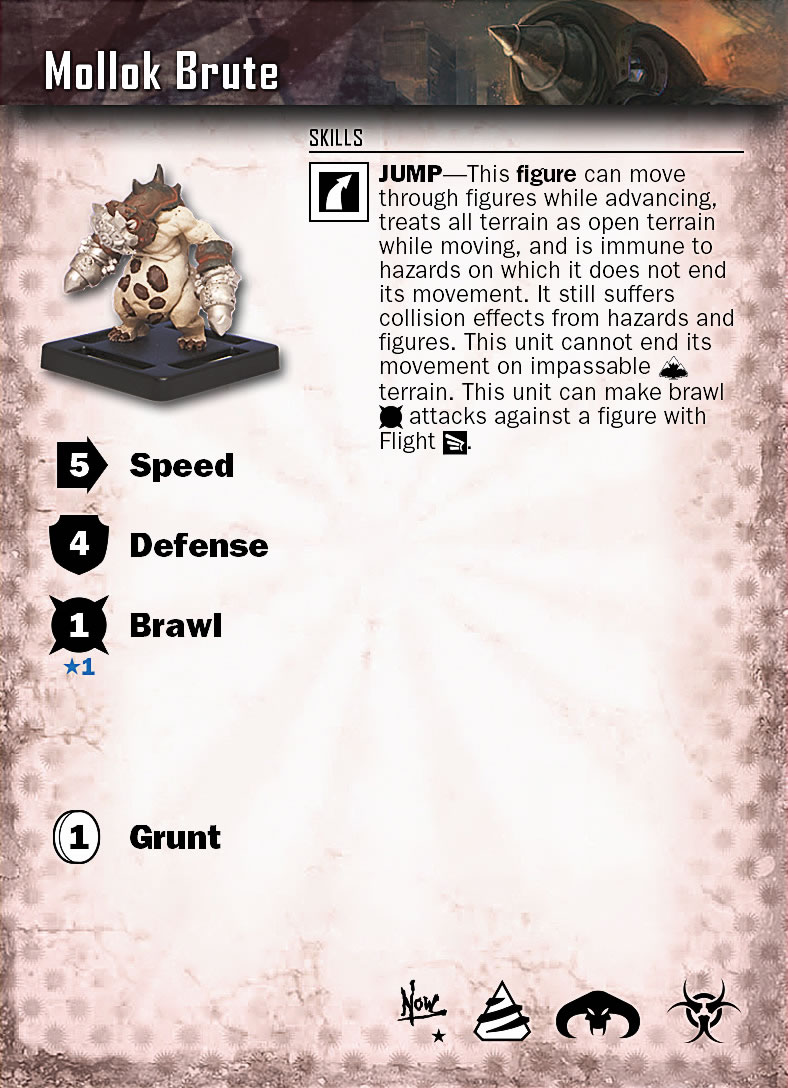 Mollok Brute
SKILLS
JUMP—This figure can move
through figures while advancing,
treats all terrain as open terrain
while moving, and is immune to
hazards on which it does not end
its movement. It still suffers
collision effects from hazards and
figures. This unit cannot end its
movement on impassable
terrain. This unit can make brawl
attacks against a figure with
Flight .
5 Speed
4 Defense
1 Brawl
★1
1 Grunt
Now
★